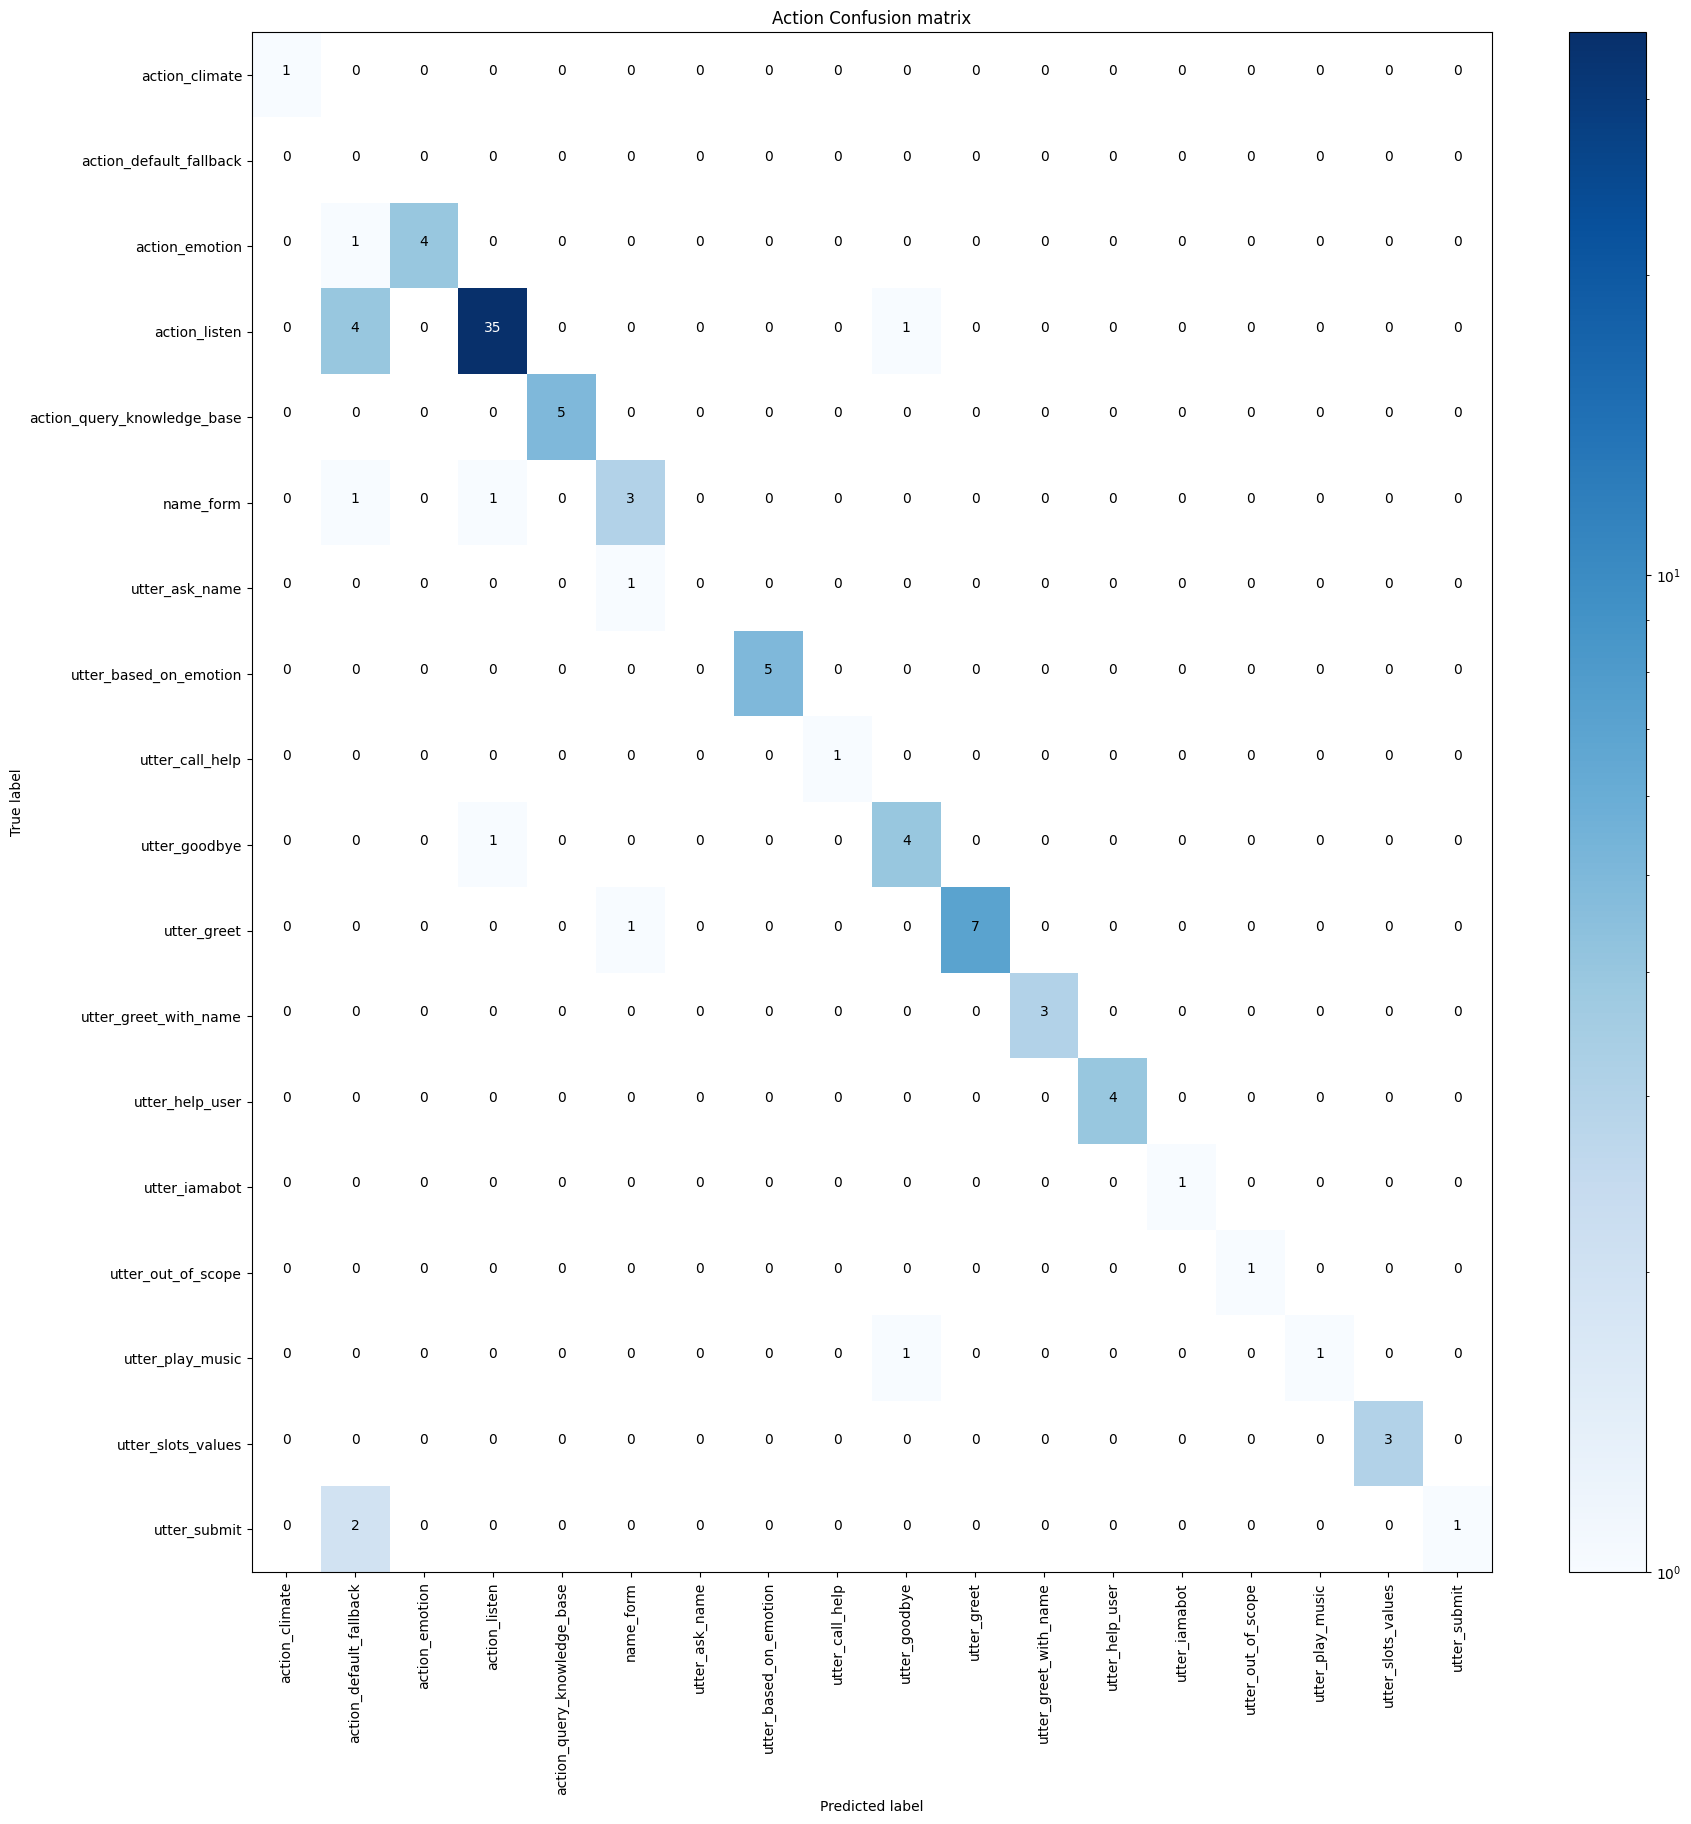 Action Confusion matrix
action_climate 1 0 0 0 0 0 0 0 0 0 0 0 0 0 0 0 0 0
action_default_fallback 0 0 0 0 0 0 0 0 0 0 0 0 0 0 0 0 0 0
action_emotion 0 1 4 0 0 0 0 0 0 0 0 0 0 0 0 0 0 0
action_listen 0 4 0 35 0 0 0 0 0 1 0 0 0 0 0 0 0 0
action_query_knowledge_base 0 0 0 0 5 0 0 0 0 0 0 0 0 0 0 0 0 0
name_form 0 1 0 1 0 3 0 0 0 0 0 0 0 0 0 0 0 0
utter_ask_name 0 0 0 0 0 1 0 0 0 0 0 0 0 0 0 0 0 0
utter_based_on_emotion 0 0 0 0 0 0 0 5 0 0 0 0 0 0 0 0 0 0
utter_call_help 0 0 0 0 0 0 0 0 1 0 0 0 0 0 0 0 0 0
utter_goodbye 0 0 0 1 0 0 0 0 0 4 0 0 0 0 0 0 0 0
utter_greet 0 0 0 0 0 1 0 0 0 0 7 0 0 0 0 0 0 0
utter_greet_with_name 0 0 0 0 0 0 0 0 0 0 0 3 0 0 0 0 0 0
utter_help_user 0 0 0 0 0 0 0 0 0 0 0 0 4 0 0 0 0 0
utter_iamabot 0 0 0 0 0 0 0 0 0 0 0 0 0 1 0 0 0 0
utter_out_of_scope 0 0 0 0 0 0 0 0 0 0 0 0 0 0 1 0 0 0
utter_play_music 0 0 0 0 0 0 0 0 0 1 0 0 0 0 0 1 0 0
utter_slots_values 0 0 0 0 0 0 0 0 0 0 0 0 0 0 0 0 3 0
utter_submit 0 2 0 0 0 0 0 0 0 0 0 0 0 0 0 0 0 1
True label
action_climate
action_default_fallback
action_emotion
action_listen
action_query_knowledge_base
name_form
utter_ask_name
utter_based_on_emotion
utter_call_help
utter_goodbye
utter_greet
utter_greet_with_name
utter_help_user
utter_iamabot
utter_out_of_scope
utter_play_music
utter_slots_values
utter_submit
Predicted label
10¹
10⁰